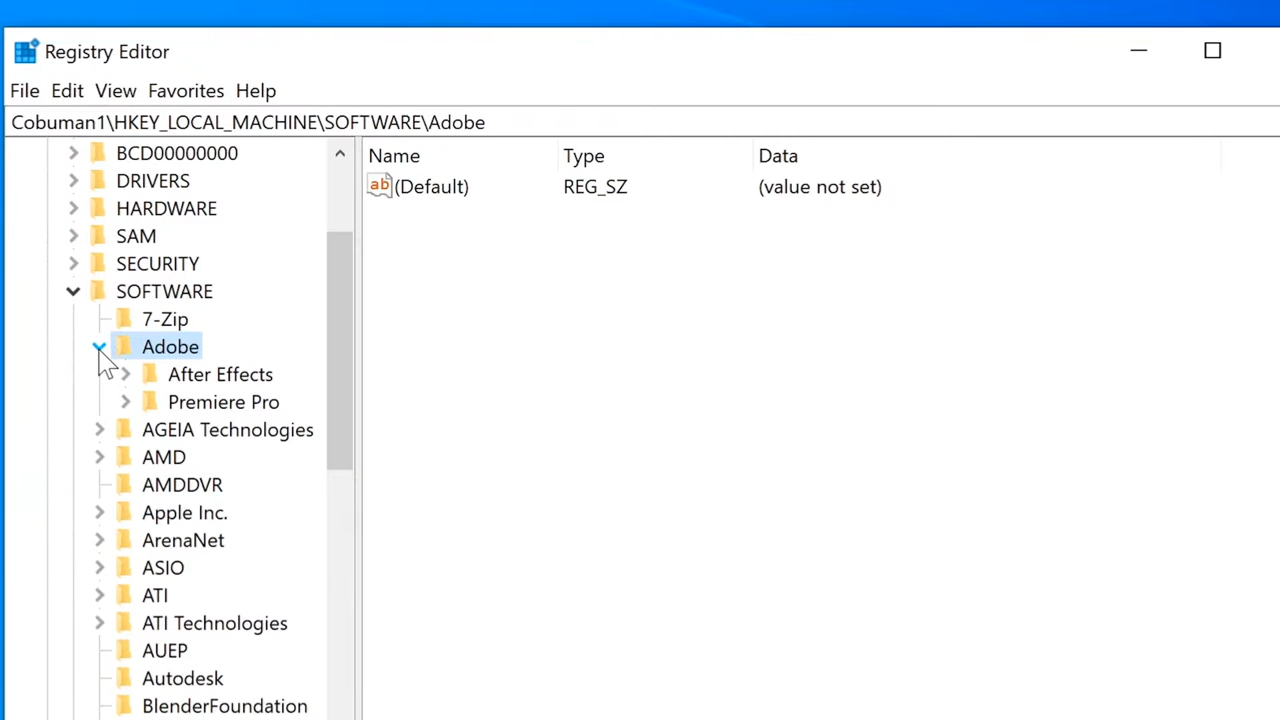 Registry Editor
File Edit View Favorites Help
Cobuman1\HKEY_LOCAL_MACHINE\SOFTWARE\Adobe
BCD00000000
DRIVERS
HARDWARE
SAM
SECURITY
SOFTWARE
7-Zip
Adobe
After Effects
Premiere Pro
AGEIA Technologies
AMD
AMDDVR
Apple Inc.
ArenaNet
ASIO
ATI
ATI Technologies
AUEP
Autodesk
BlenderFoundation
Name Type Data
ab (Default) REG_SZ (value not set)